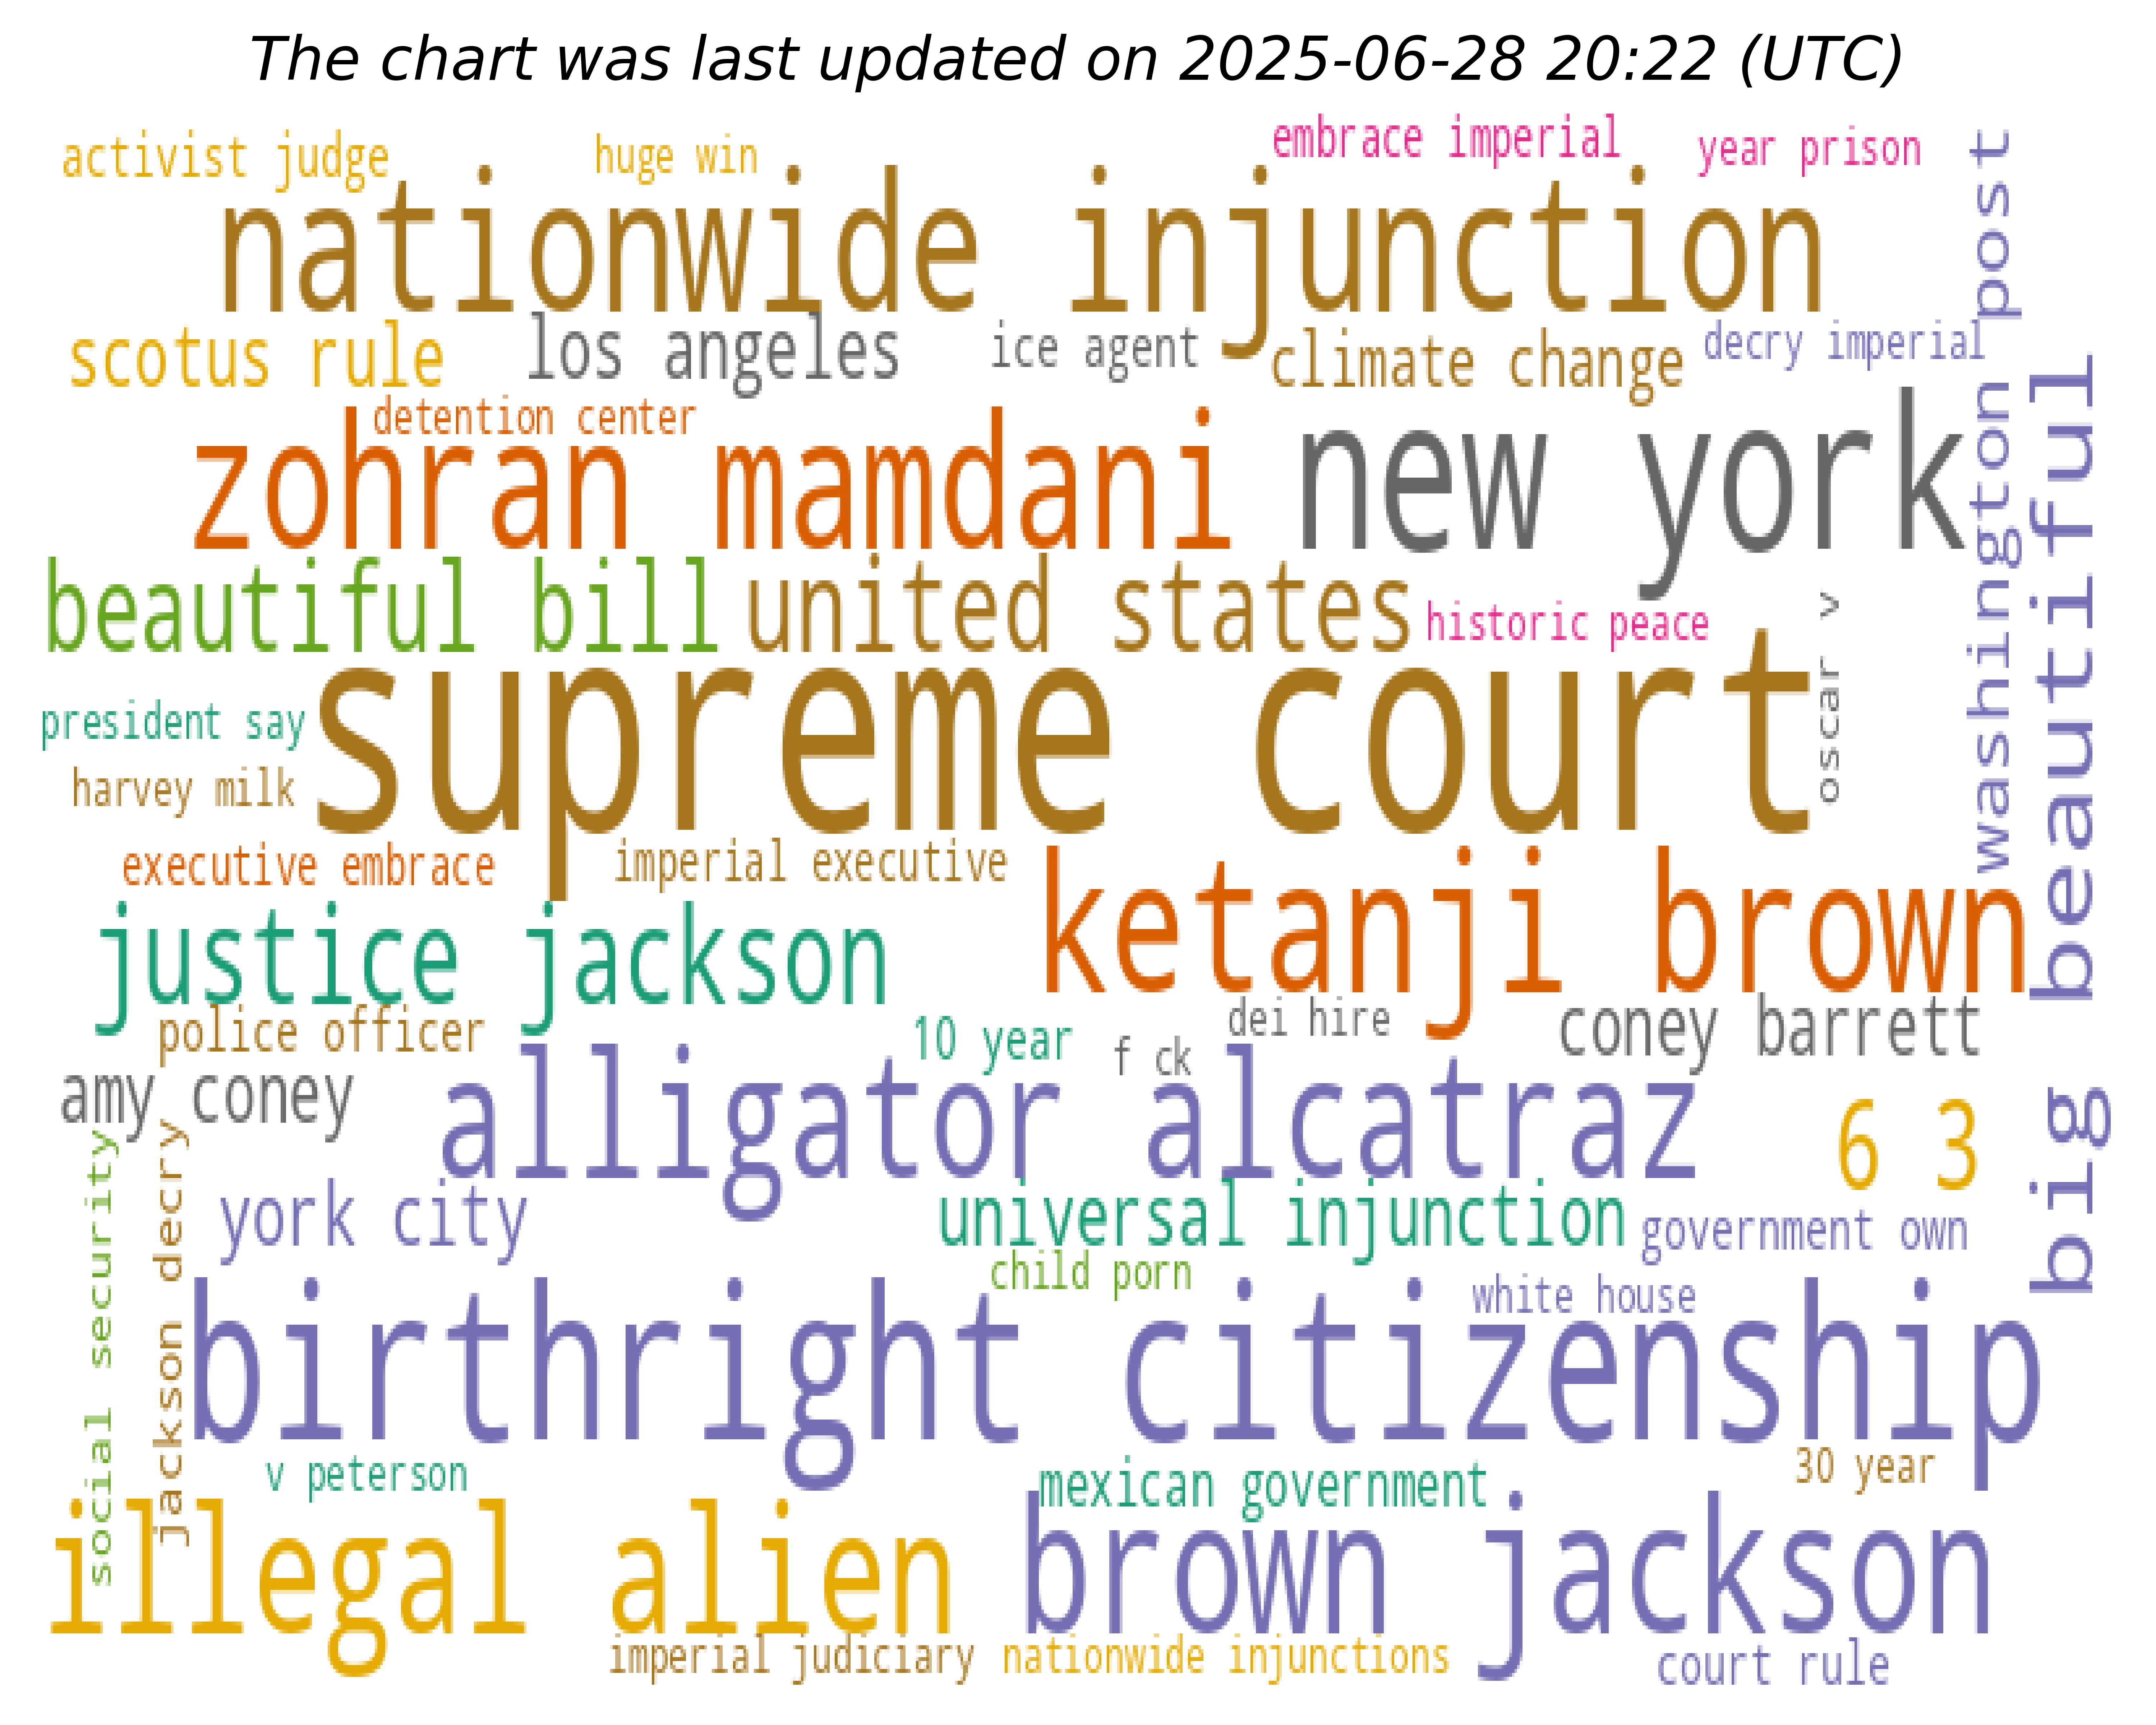 The chart was last updated on 2025-06-28 20:22 (UTC)
activist judge
huge win
embrace imperial
year prison
nationwide injunction
washington post
scotus rule
los angeles
ice agent
climate change
decry imperial
detention center
zohran mamdani
new york
big beautiful
beautiful bill
united states
historic peace
oscar v
supreme court
president say
harvey milk
executive embrace
imperial executive
ketanji brown
justice jackson
police officer
10 year
f ck
dei hire
coney barrett
amy coney
alligator alcatraz
6 3
social security
jackson decry
york city
universal injunction
government own
child porn
white house
birthright citizenship
v peterson
mexican government
30 year
illegal alien
brown jackson
imperial judiciary
nationwide injunctions
court rule